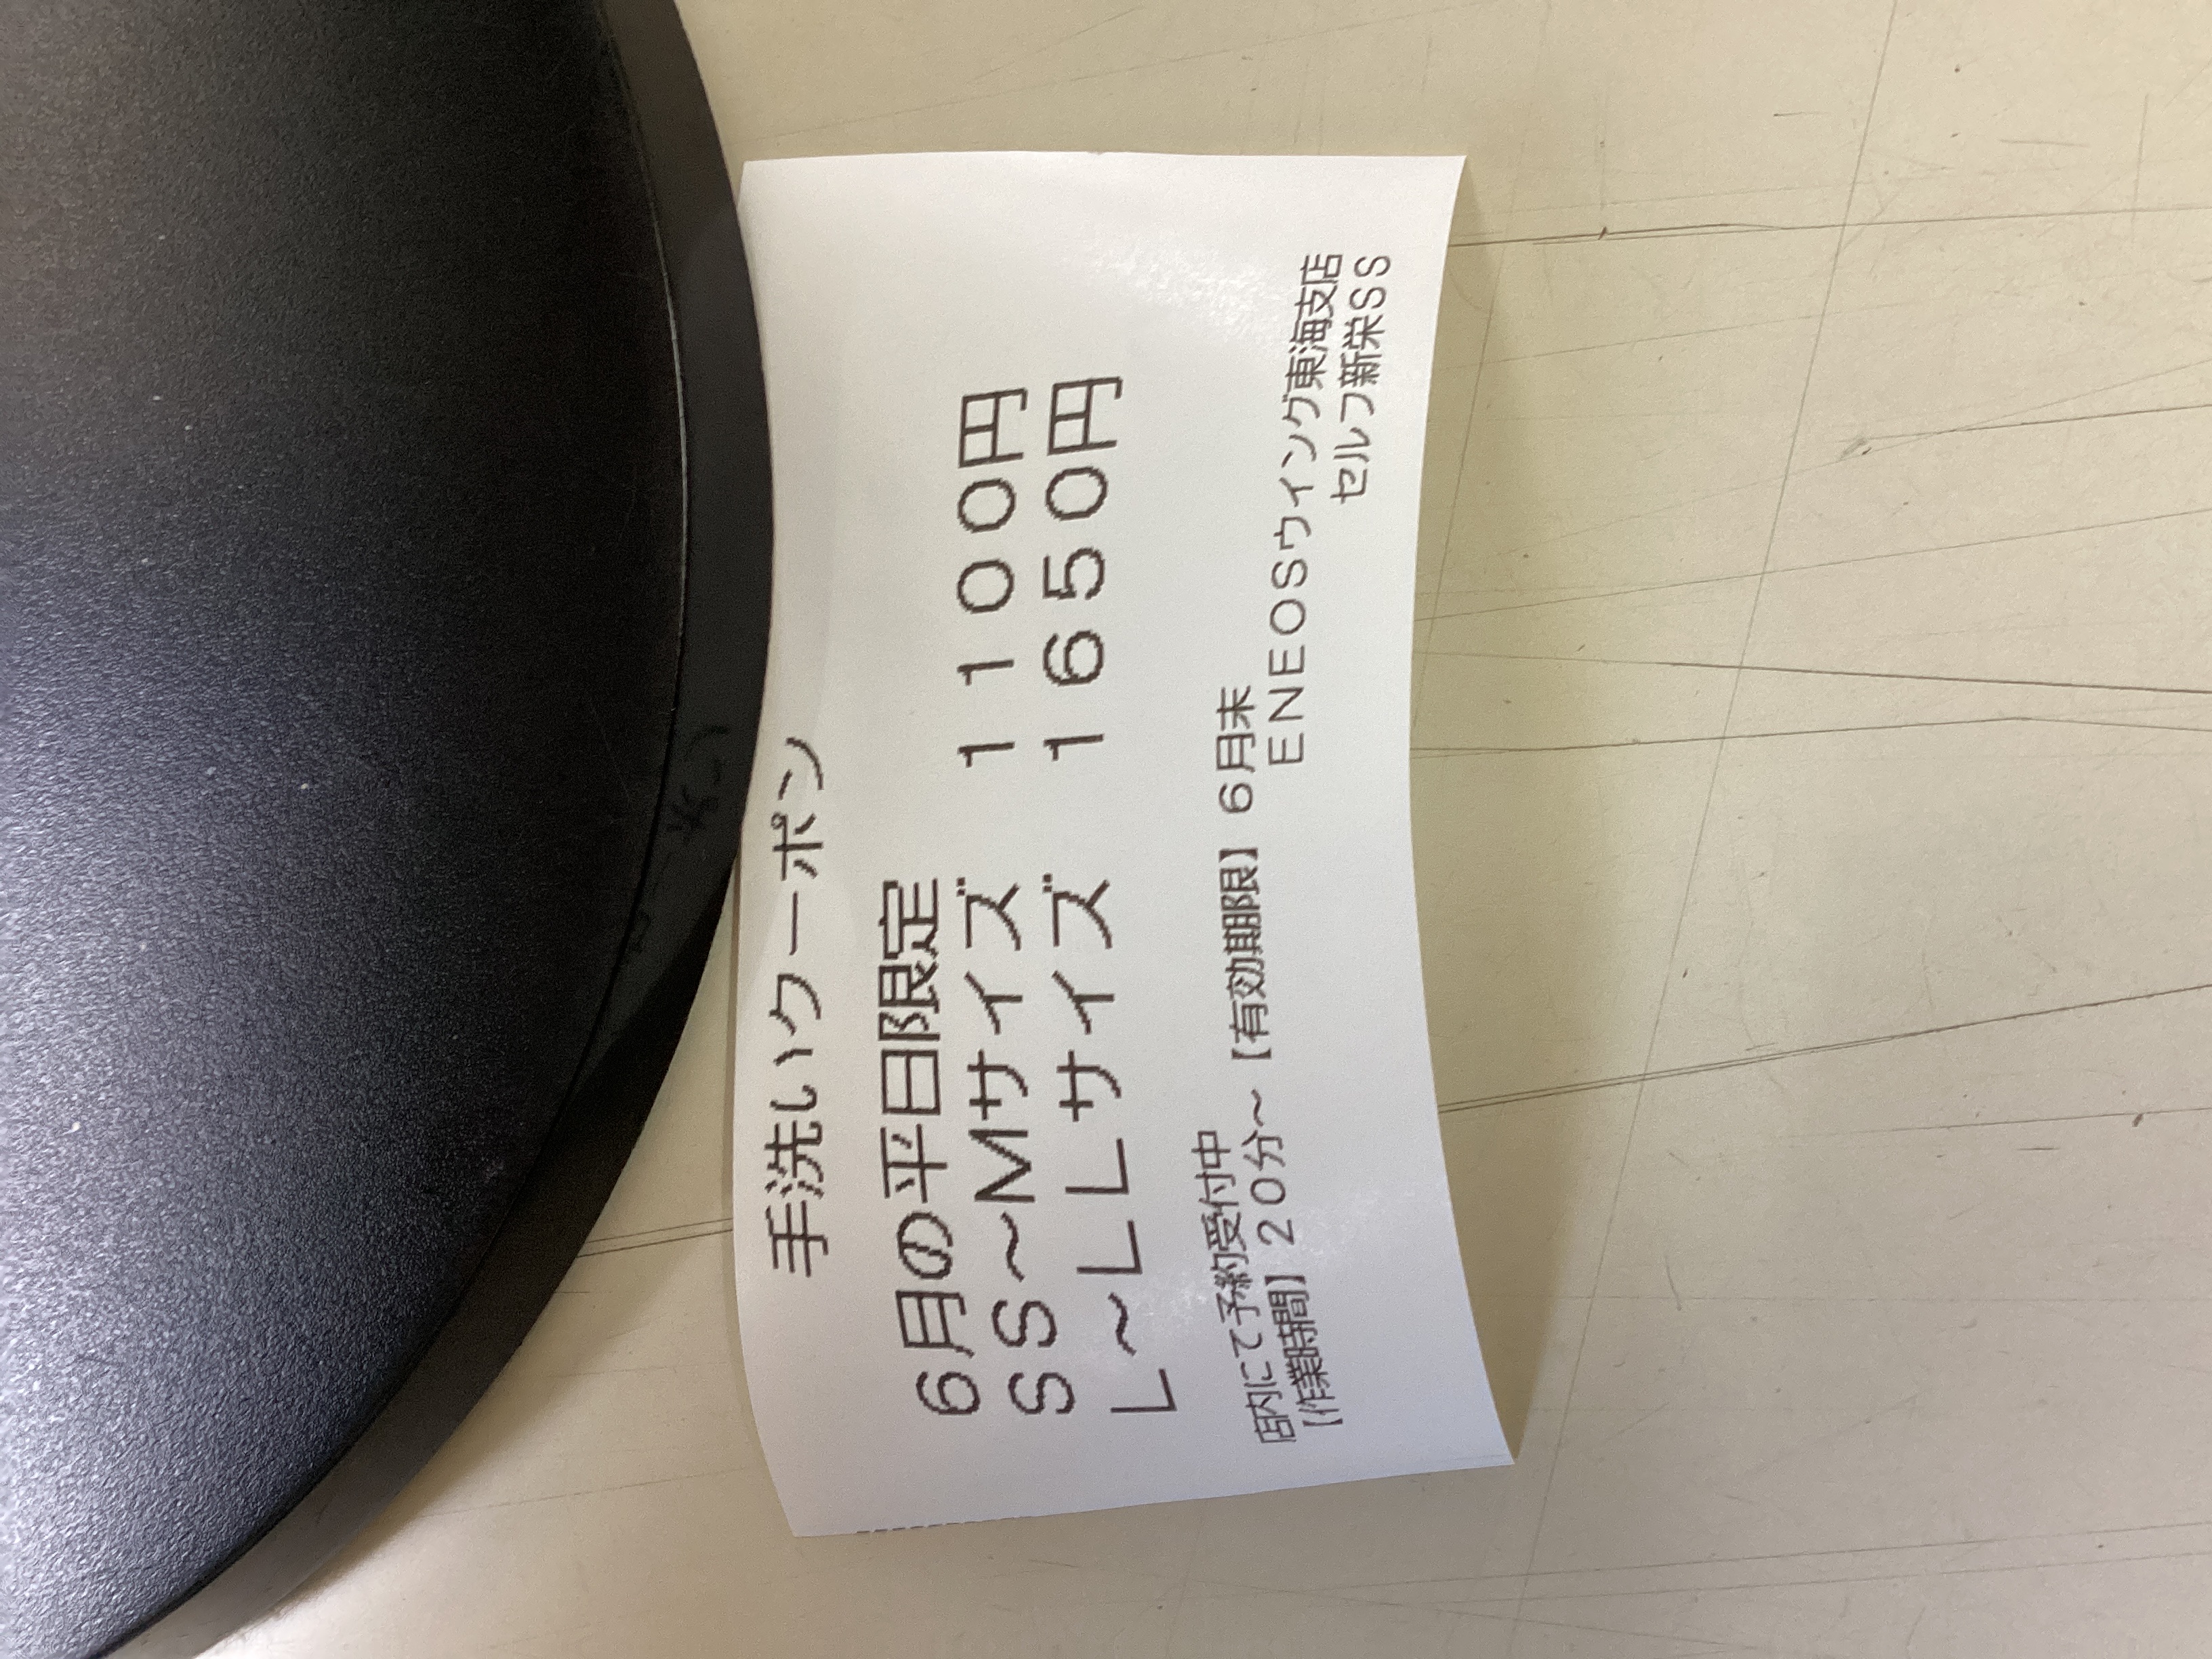 手洗いクーポン
6月の平日限定
SS～Mサイズ　1100円
L～LLサイズ　1650円
店内にて予約受付中
【作業時間】20分～【有効期限】6月末
ENEOSウィング東海支店
セルフ新栄SS